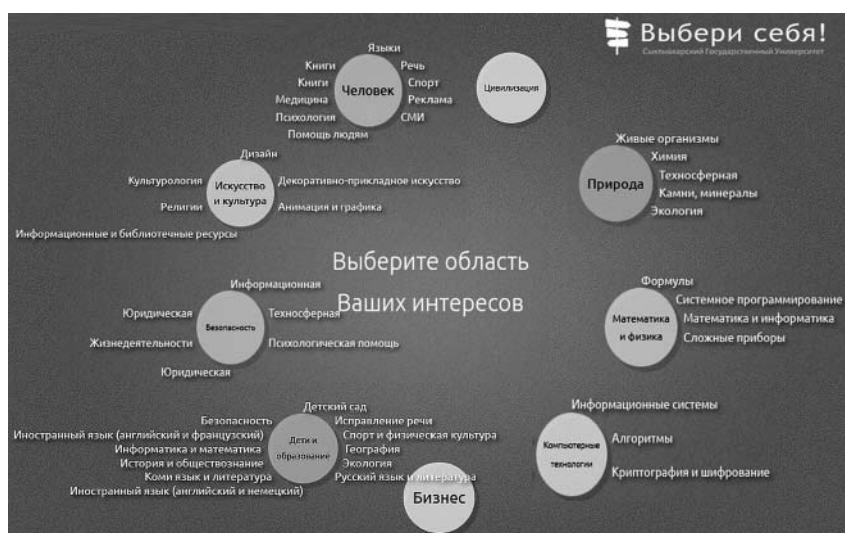 Выбери себя!
Сыктывкарский Государственный Университет
Языки
Книги
Речь
Книги
Спорт
Человек
Медицина
Реклама
Психология
СМИ
Помощь людям
Цивилизация
Живые организмы
Химия
Техносферная
Природа
Камни, минералы
Экология
Дизайн
Культурология
Искусство
и культура
Декоративно-прикладное искусство
Религии
Анимация и графика
Информационные и библиотечные ресурсы
Выберите область
Ваших интересов
Информационная
Юридическая
Техносферная
Безопасность
Жизнедеятельности
Психологическая помощь
Юридическая
Формулы
Системное программирование
Математика
и физика
Математика и информатика
Сложные приборы
Детский сад
Безопасность
Исправление речи
Иностранный язык (английский и французский)
Дети и
образование
Спорт и физическая культура
Информатика и математика
География
История и обществознание
Экология
Коми язык и литература
Русский язык и литература
Иностранный язык (английский и немецкий)
Бизнес
Информационные системы
Компьютерные
технологии
Алгоритмы
Криптография и шифрование